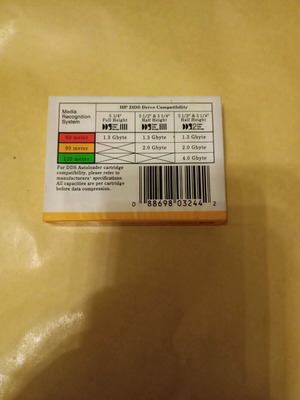 HP DDS Drive Compatibility
Media
Recognition
System
5 1/4"
Full Height
3 1/2" & 5 1/4"
Half Height
3 1/2" & 5 1/4"
Half Height
60 meter 1.3 Gbyte 1.3 Gbyte 1.3 Gbyte
90 meter 2.0 Gbyte 2.0 Gbyte
120 meter 4.0 Gbyte
For DDS Autoloader cartridge
compatibility, please refer to
manufacturers' specifications.
All capacities are per cartridge
before data compression.
0 88698 03244 2